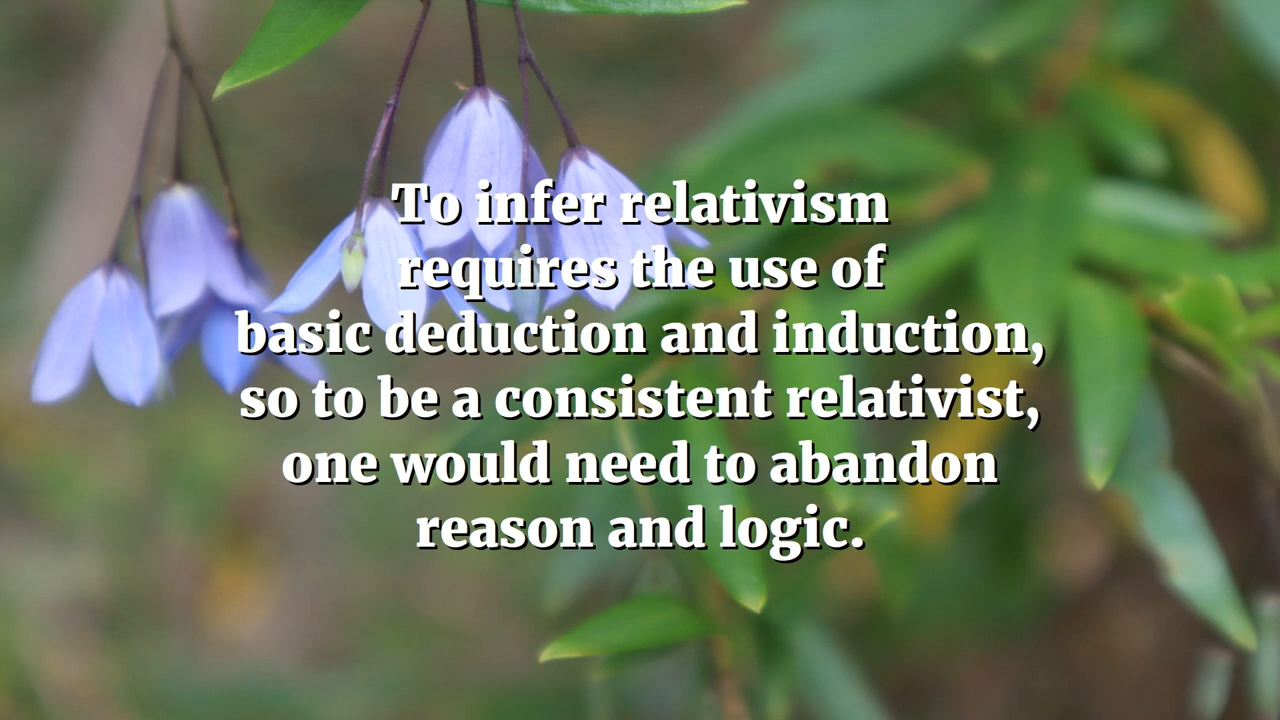 To infer relativism
requires the use of
basic deduction and induction,
so to be a consistent relativist,
one would need to abandon
reason and logic.